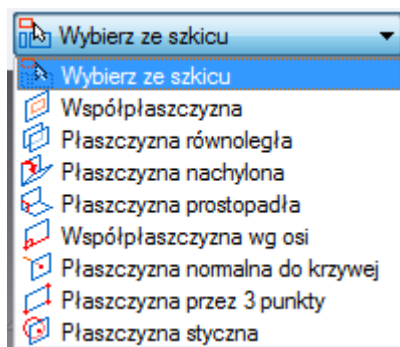 Wybierz ze szkicu
Wybierz ze szkicu
Współpłaszczyzna
Płaszczyzna równoległa
Płaszczyzna nachylona
Płaszczyzna prostopadła
Współpłaszczyzna wg osi
Płaszczyzna normalna do krzywej
Płaszczyzna przez 3 punkty
Płaszczyzna styczna